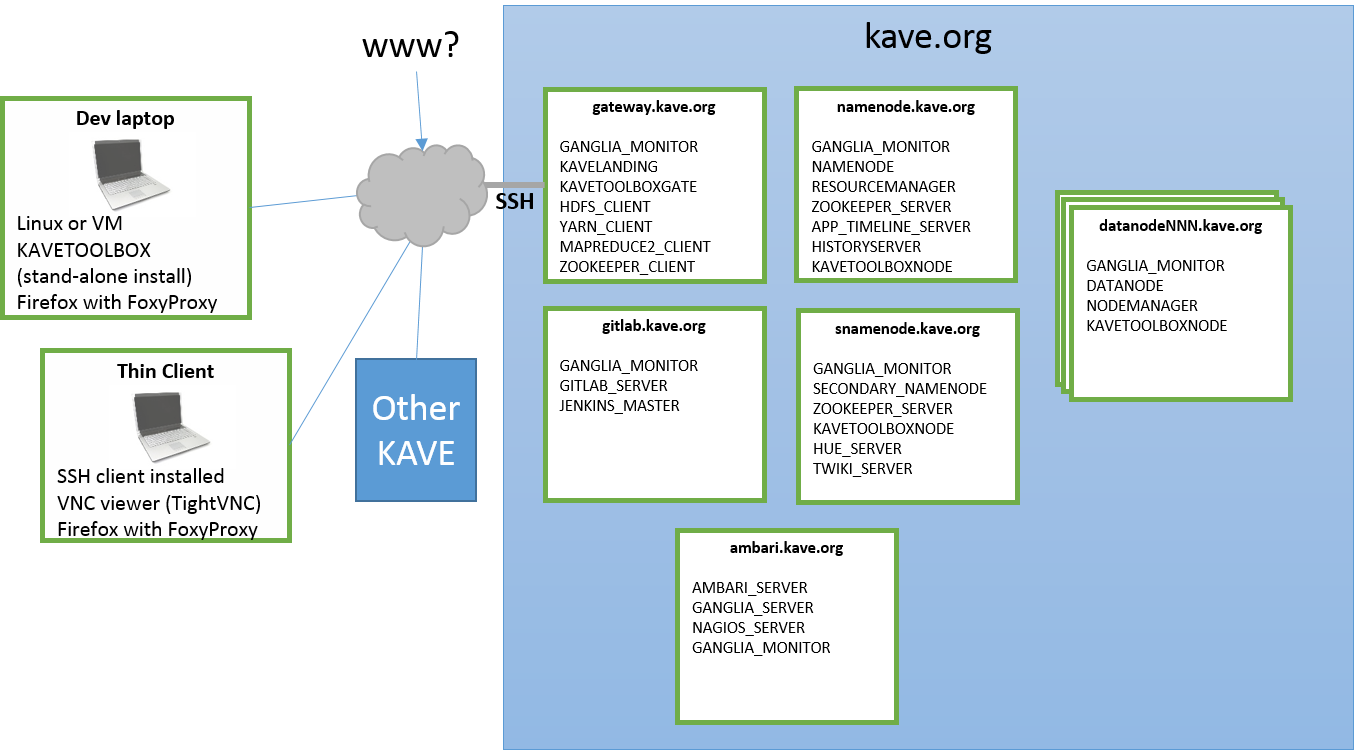 www?
kave.org
Dev laptop
Linux or VM
KAVETOOLBOX
(stand-alone install)
Firefox with FoxyProxy
Thin Client
SSH client installed
VNC viewer (TightVNC)
Firefox with FoxyProxy
Other
KAVE
SSH
gateway.kave.org
GANGLIA_MONITOR
KAVELANDING
KAVETOOLBOXGATE
HDFS_CLIENT
YARN_CLIENT
MAPREDUCE2_CLIENT
ZOOKEEPER_CLIENT
namenode.kave.org
GANGLIA_MONITOR
NAMENODE
RESOURCEMANAGER
ZOOKEEPER_SERVER
APP_TIMELINE_SERVER
HISTORYSERVER
KAVETOOLBOXNODE
datanodeNNN.kave.org
GANGLIA_MONITOR
DATANODE
NODEMANAGER
KAVETOOLBOXNODE
gitlab.kave.org
GANGLIA_MONITOR
GITLAB_SERVER
JENKINS_MASTER
snamenode.kave.org
GANGLIA_MONITOR
SECONDARY_NAMENODE
ZOOKEEPER_SERVER
KAVETOOLBOXNODE
HUE_SERVER
TWIKI_SERVER
ambari.kave.org
AMBARI_SERVER
GANGLIA_SERVER
NAGIOS_SERVER
GANGLIA_MONITOR